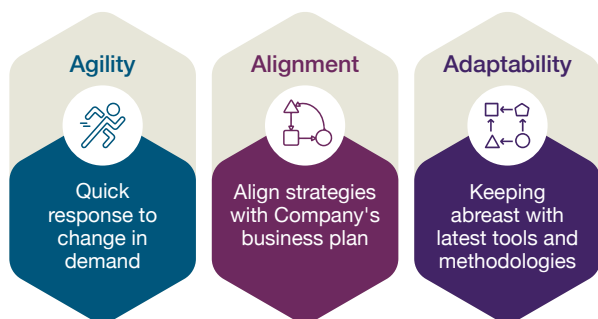 Agility
Quick
response to
change in
demand
Alignment
Align strategies
with Company's
business plan
Adaptability
Keeping
abreast with
latest tools and
methodologies